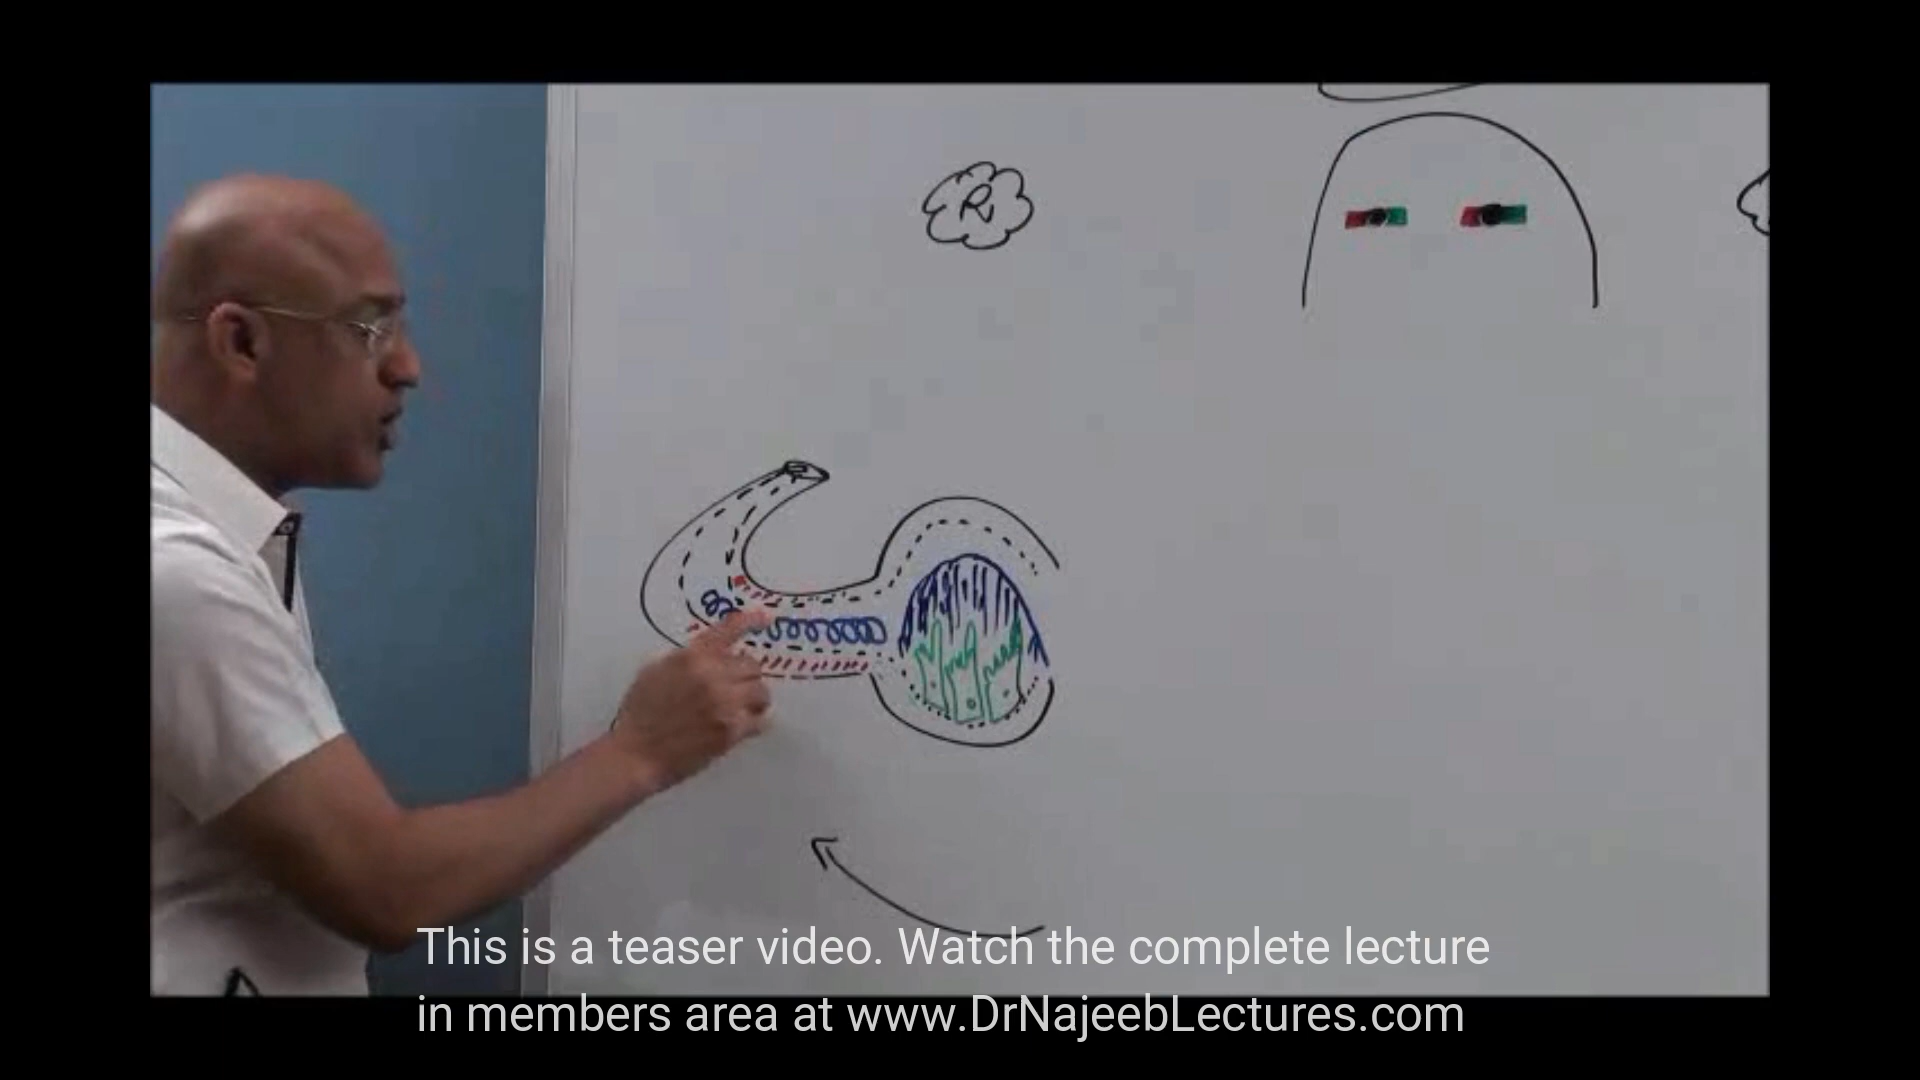 R
This is a teaser video. Watch the complete lecture
in members area at www.DrNajeebLectures.com